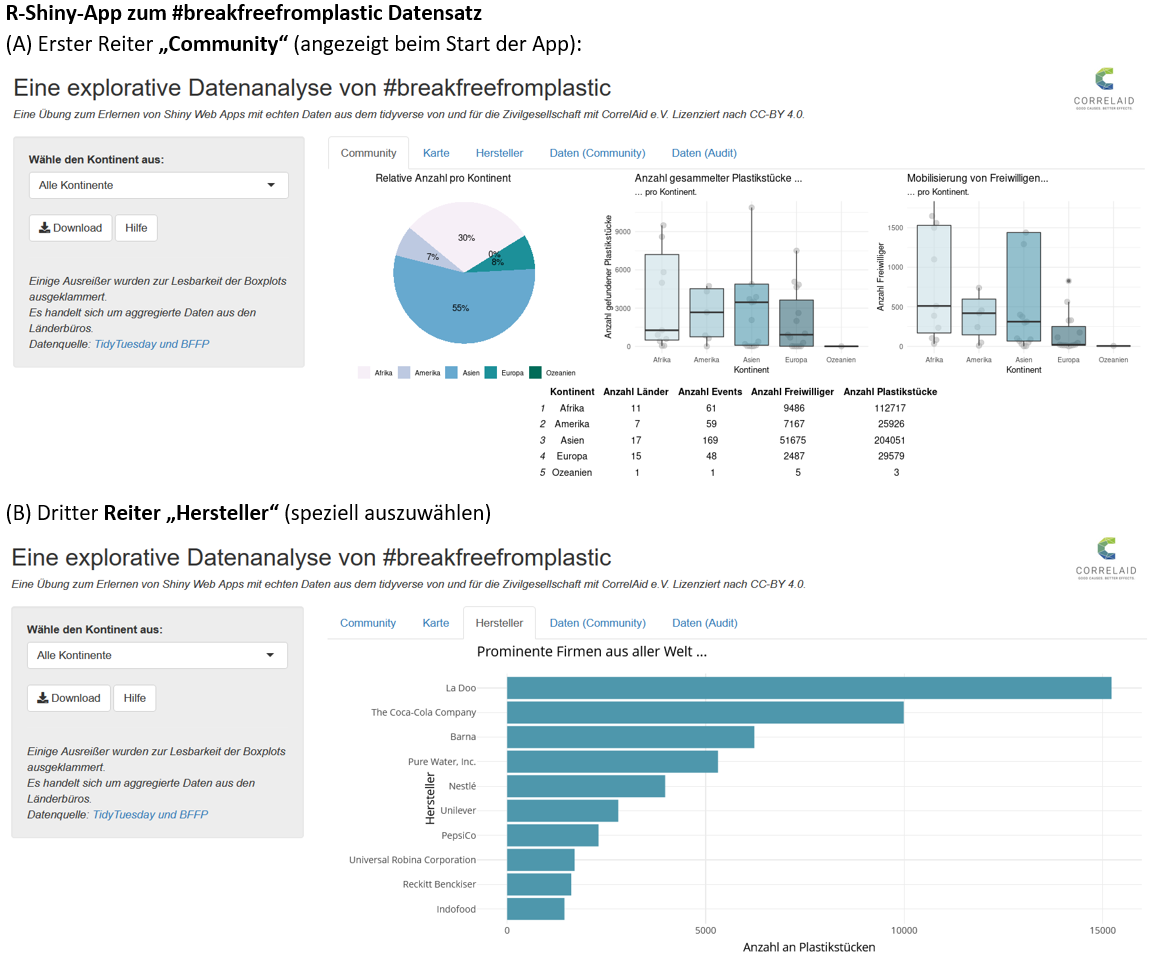 R-Shiny-App zum #breakfreefromplastic Datensatz
(A) Erster Reiter „Community“ (angezeigt beim Start der App):
Eine explorative Datenanalyse von #breakfreefromplastic
Eine Übung zum Erlernen von Shiny Web Apps mit echten Daten aus dem tidyverse von und für die Zivilgesellschaft mit CorrelAid e.V. Lizenziert nach CC-BY 4.0.
CORRELAID
GOOD CAUSES. BETTER EFFECTS.
Wähle den Kontinent aus:
Alle Kontinente
Download Hilfe
Einige Ausreißer wurden zur Lesbarkeit der Boxplots
ausgeklammert.
Es handelt sich um aggregierte Daten aus den
Länderbüros.
Datenquelle: TidyTuesday und BFFP
Community Karte Hersteller Daten (Community) Daten (Audit)
Relative Anzahl pro Kontinent
30%
7%
0%
8%
55%
Afrika Amerika Asien Europa Ozeanien
Anzahl gesammelter Plastikstücke ...
... pro Kontinent.
Anzahl gefundener Plastikstücke
9000
6000
3000
0
Afrika Amerika Asien Europa Ozeanien
Kontinent
Mobilisierung von Freiwilligen...
... pro Kontinent.
Anzahl Freiwilliger
1500
1000
500
0
Afrika Amerika Asien Europa Ozeanien
Kontinent
Kontinent Anzahl Länder Anzahl Events Anzahl Freiwilliger Anzahl Plastikstücke
1 Afrika 11 61 9486 112717
2 Amerika 7 59 7167 25926
3 Asien 17 169 51675 204051
4 Europa 15 48 2487 29579
5 Ozeanien 1 1 5 3
(B) Dritter Reiter „Hersteller“ (speziell auszuwählen)
Eine explorative Datenanalyse von #breakfreefromplastic
Eine Übung zum Erlernen von Shiny Web Apps mit echten Daten aus dem tidyverse von und für die Zivilgesellschaft mit CorrelAid e.V. Lizenziert nach CC-BY 4.0.
CORRELAID
GOOD CAUSES. BETTER EFFECTS.
Wähle den Kontinent aus:
Alle Kontinente
Download Hilfe
Einige Ausreißer wurden zur Lesbarkeit der Boxplots
ausgeklammert.
Es handelt sich um aggregierte Daten aus den
Länderbüros.
Datenquelle: TidyTuesday und BFFP
Community Karte Hersteller Daten (Community) Daten (Audit)
Prominente Firmen aus aller Welt ...
Hersteller
La Doo
The Coca-Cola Company
Barna
Pure Water, Inc.
Nestlé
Unilever
PepsiCo
Universal Robina Corporation
Reckitt Benckiser
Indofood
0 5000 10000 15000
Anzahl an Plastikstücken